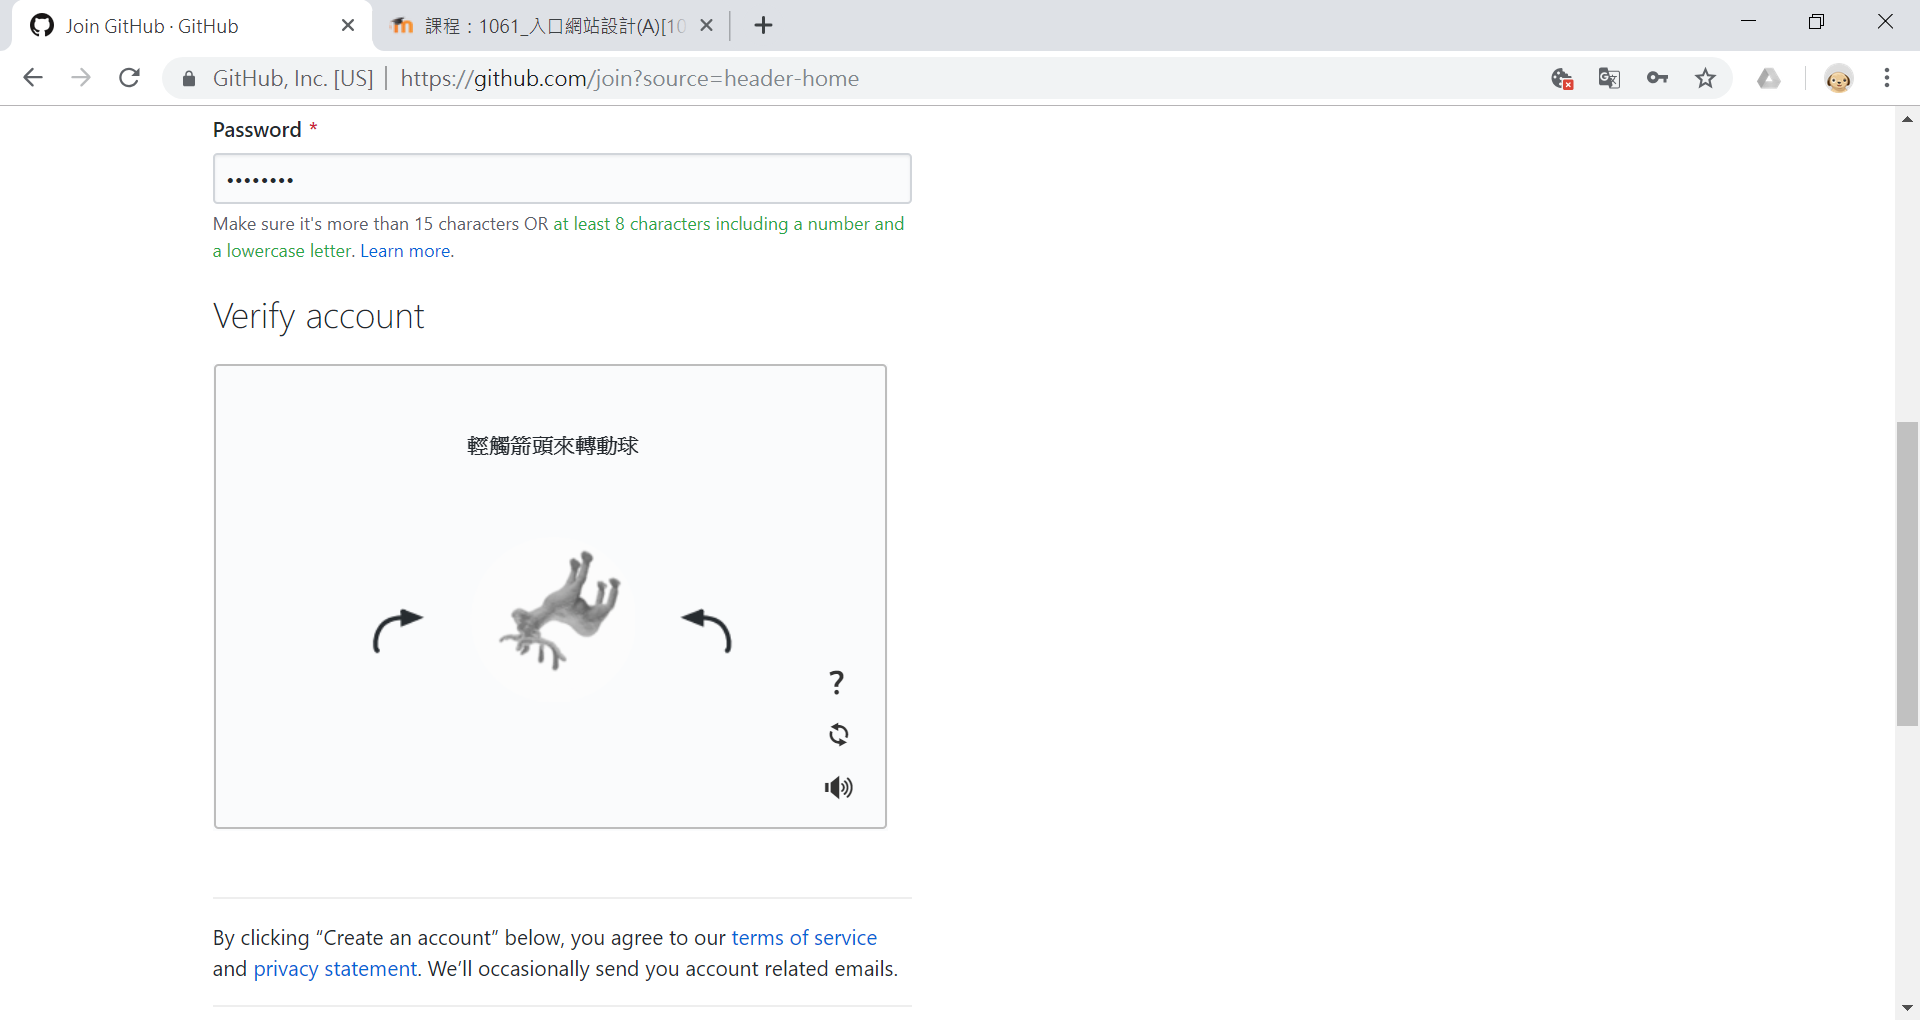 Join GitHub · GitHub
課程：1061_入口網站設計(A)[10
GitHub, Inc. [US] | https://github.com/join?source=header-home
Password *
••••••••
Make sure it's more than 15 characters OR at least 8 characters including a number and
a lowercase letter. Learn more.
Verify account
輕觸箭頭來轉動球
?
By clicking “Create an account” below, you agree to our terms of service
and privacy statement. We’ll occasionally send you account related emails.